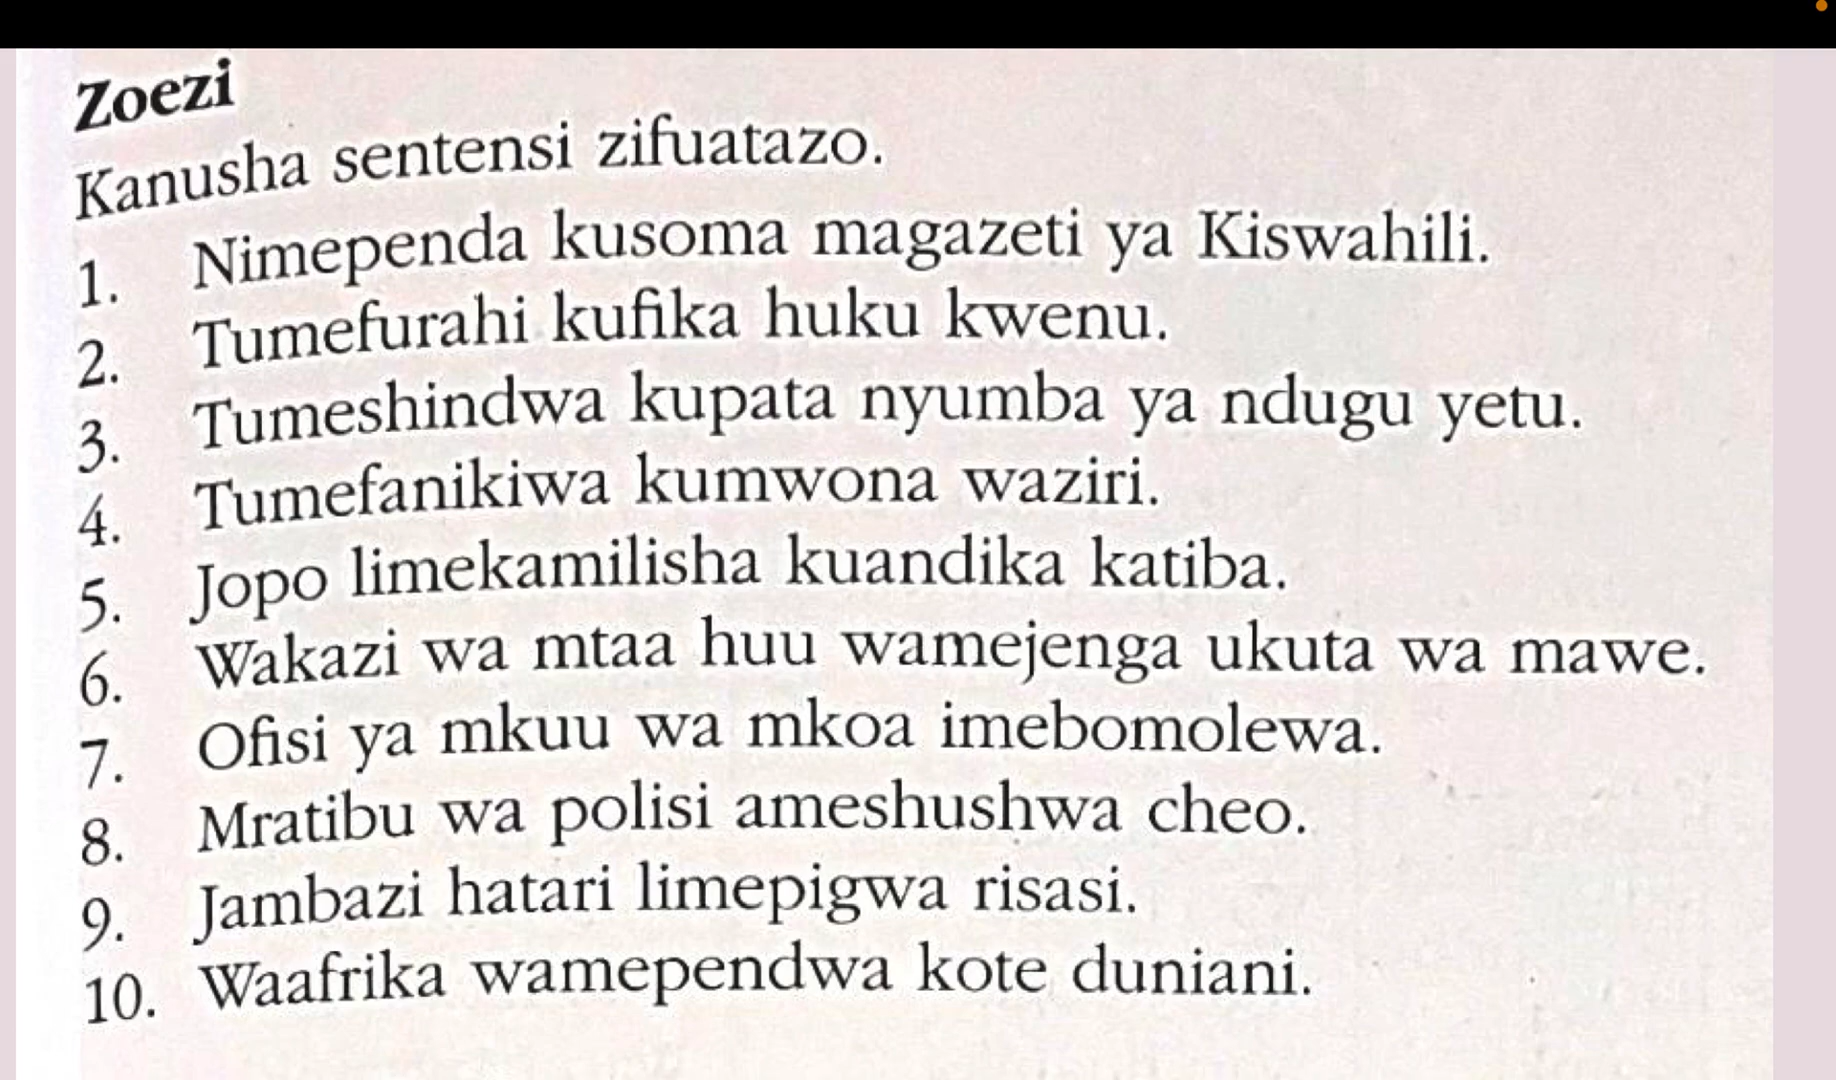 Zoezi
Kanusha sentensi zifuatazo.
1. Nimependa kusoma magazeti ya Kiswahili.
2. Tumefurahi kufika huku kwenu.
3. Tumeshindwa kupata nyumba ya ndugu yetu.
4. Tumefanikiwa kumwona waziri.
5. Jopo limekamilisha kuandika katiba.
6. Wakazi wa mtaa huu wamejenga ukuta wa mawe.
7. Ofisi ya mkuu wa mkoa imebomolewa.
8. Mratibu wa polisi ameshushwa cheo.
9. Jambazi hatari limepigwa risasi.
10. Waafrika wamependwa kote duniani.